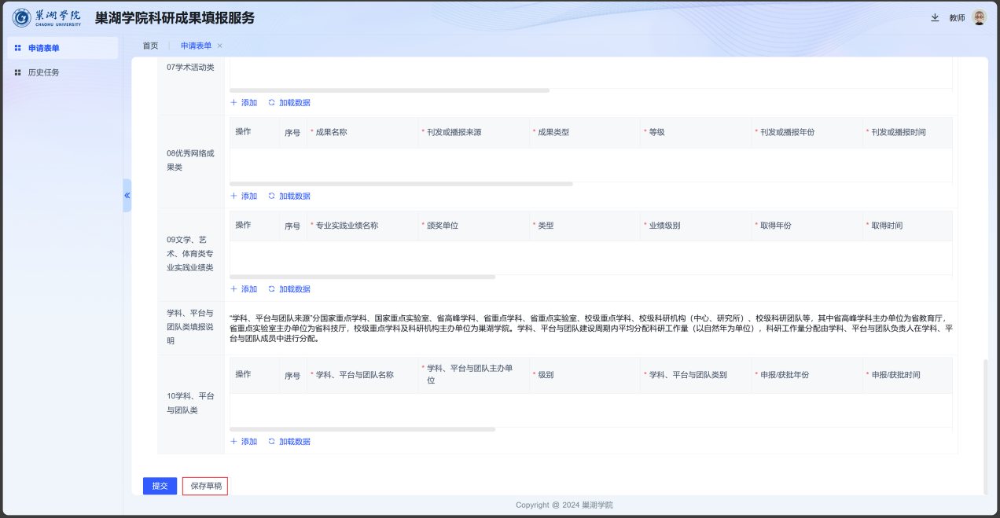 巢湖学院
CHAOHU UNIVERSITY
巢湖学院科研成果填报服务
教师
申请表单
历史任务
首页
申请表单
07学术活动类
添加 加载数据
操作 序号 * 成果名称 * 刊发或播报来源 * 成果类型 * 等级 * 刊发或播报年份 * 刊发或播报时间
08优秀网络成
果类
添加 加载数据
操作 序号 * 专业实践业绩名称 * 颁奖单位 * 类型 * 业绩级别 * 取得年份 * 取得时间
09文学、艺
术、体育类专
业实践业绩类
添加 加载数据
学科、平台与
团队类填报说
明
“学科、平台与团队来源”分国家重点学科、国家重点实验室、省高峰学科、省重点学科、省重点实验室、校级重点学科、校级科研机构（中心、研究所）、校级科研团队等，其中省高峰学科主办单位为省教育厅，
省重点实验室主办单位为省科技厅，校级重点学科及科研机构主办单位为巢湖学院。学科、平台与团队建设周期内平均分配科研工作量（以自然年为单位），科研工作量分配由学科、平台与团队负责人在学科、平
台与团队成员中进行分配。
操作 序号 * 学科、平台与团队名称 * 学科、平台与团队主办单
位 * 级别 * 学科、平台与团队类别 * 申报/获批年份 * 申报/获批时间
10学科、平台
与团队类
添加 加载数据
提交 保存草稿
Copyright @ 2024 巢湖学院